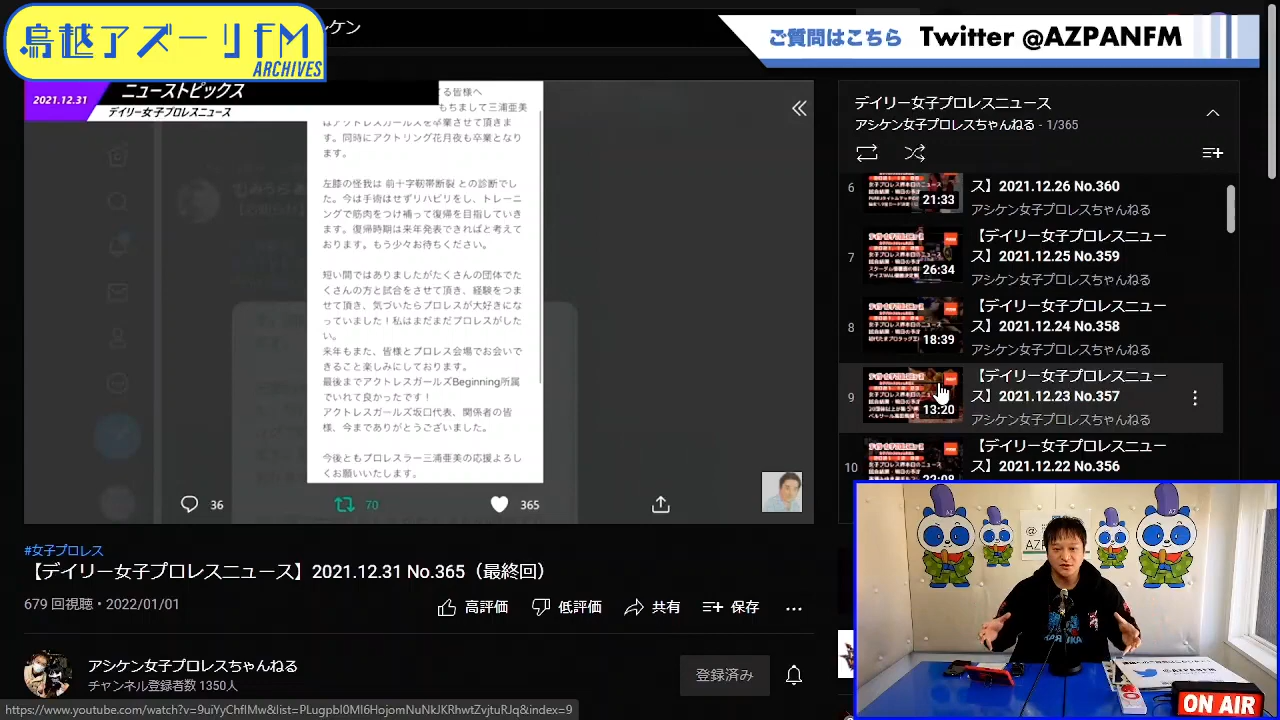 鳥越アズーリFM
ARCHIVES
シケン
ご質問はこちら Twitter @AZPANFM
2021.12.31
ニューストピックス
デイリー女子プロレスニュース
る皆様へ
もちまして三浦亜美
はアクトレスガールズを卒業させて頂きま
す。同時にアクトリング花月夜も卒業となり
ます。
左膝の怪我は 前十字靭帯断裂 との診断でし
た。今は手術はせずリハビリをし、トレーニ
ングで筋肉をつけ補って復帰を目指していき
ます。復帰時期は来年発表できればと考えて
おります。もう少々お待ちください。
短い間ではありましたがたくさんの団体でた
くさんの方と試合をさせて頂き、経験をつま
せて頂き、気づいたらプロレスが大好きにな
っていました！私はまだまだプロレスがした
い。
来年もまた、皆様とプロレス会場でお会いで
きること楽しみにしております。
最後までアクトレスガールズBeginning所属
でいれて良かったです！
アクトレスガールズ坂口代表、関係者の皆
様、今までありがとうございました。
今後ともプロレスラー三浦亜美の応援よろし
くお願いいたします。
36
70
365
デイリー女子プロレスニュース
アシケン女子プロレスちゃんねる - 1/365
6
21:33
ス】2021.12.26 No.360
アシケン女子プロレスちゃんねる
7
26:34
【デイリー女子プロレスニュー
ス】2021.12.25 No.359
アシケン女子プロレスちゃんねる
8
18:39
【デイリー女子プロレスニュー
ス】2021.12.24 No.358
アシケン女子プロレスちゃんねる
9
13:20
【デイリー女子プロレスニュー
ス】2021.12.23 No.357
アシケン女子プロレスちゃんねる
10
【デイリー女子プロレスニュー
ス】2021.12.22 No.356
#女子プロレス
【デイリー女子プロレスニュース】2021.12.31 No.365（最終回）
679 回視聴・2022/01/01
高評価
低評価
共有
保存
アシケン女子プロレスちゃんねる
チャンネル登録者数 1350人
登録済み
ON AIR